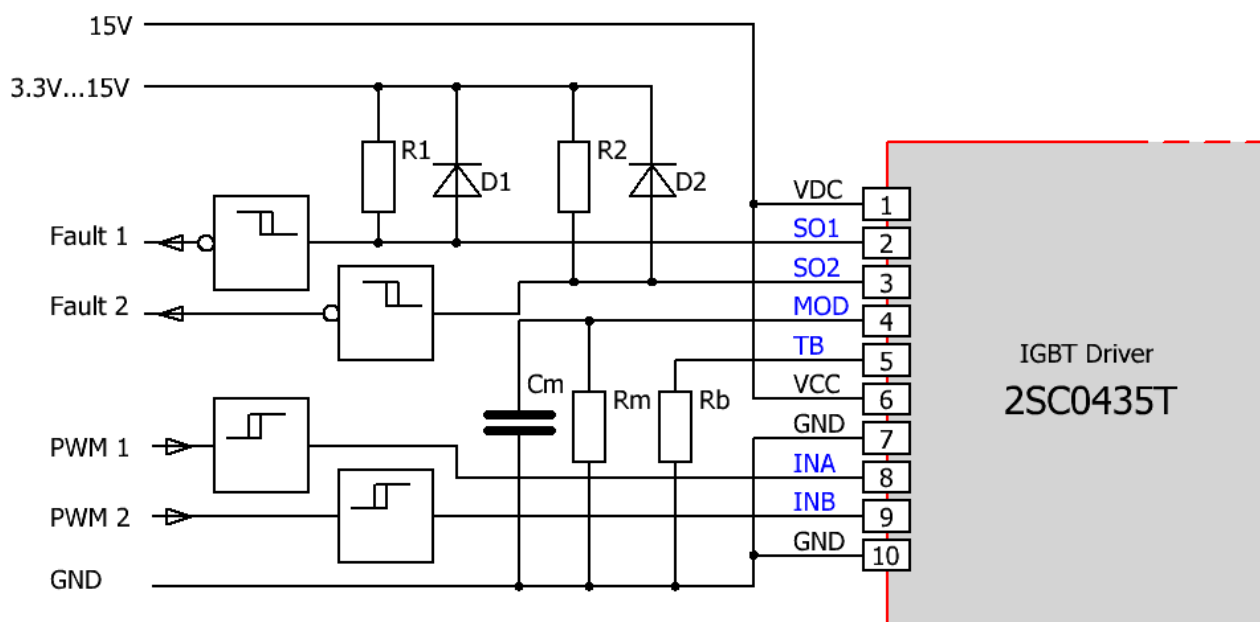 15V
3.3V...15V
R1
D1
R2
D2
VDC
1
Fault 1
SO1
2
SO2
3
Fault 2
MOD
4
TB
5
IGBT Driver
2SC0435T
Cm
Rm
Rb
VCC
6
GND
7
PWM 1
INA
8
PWM 2
INB
9
GND
10
GND